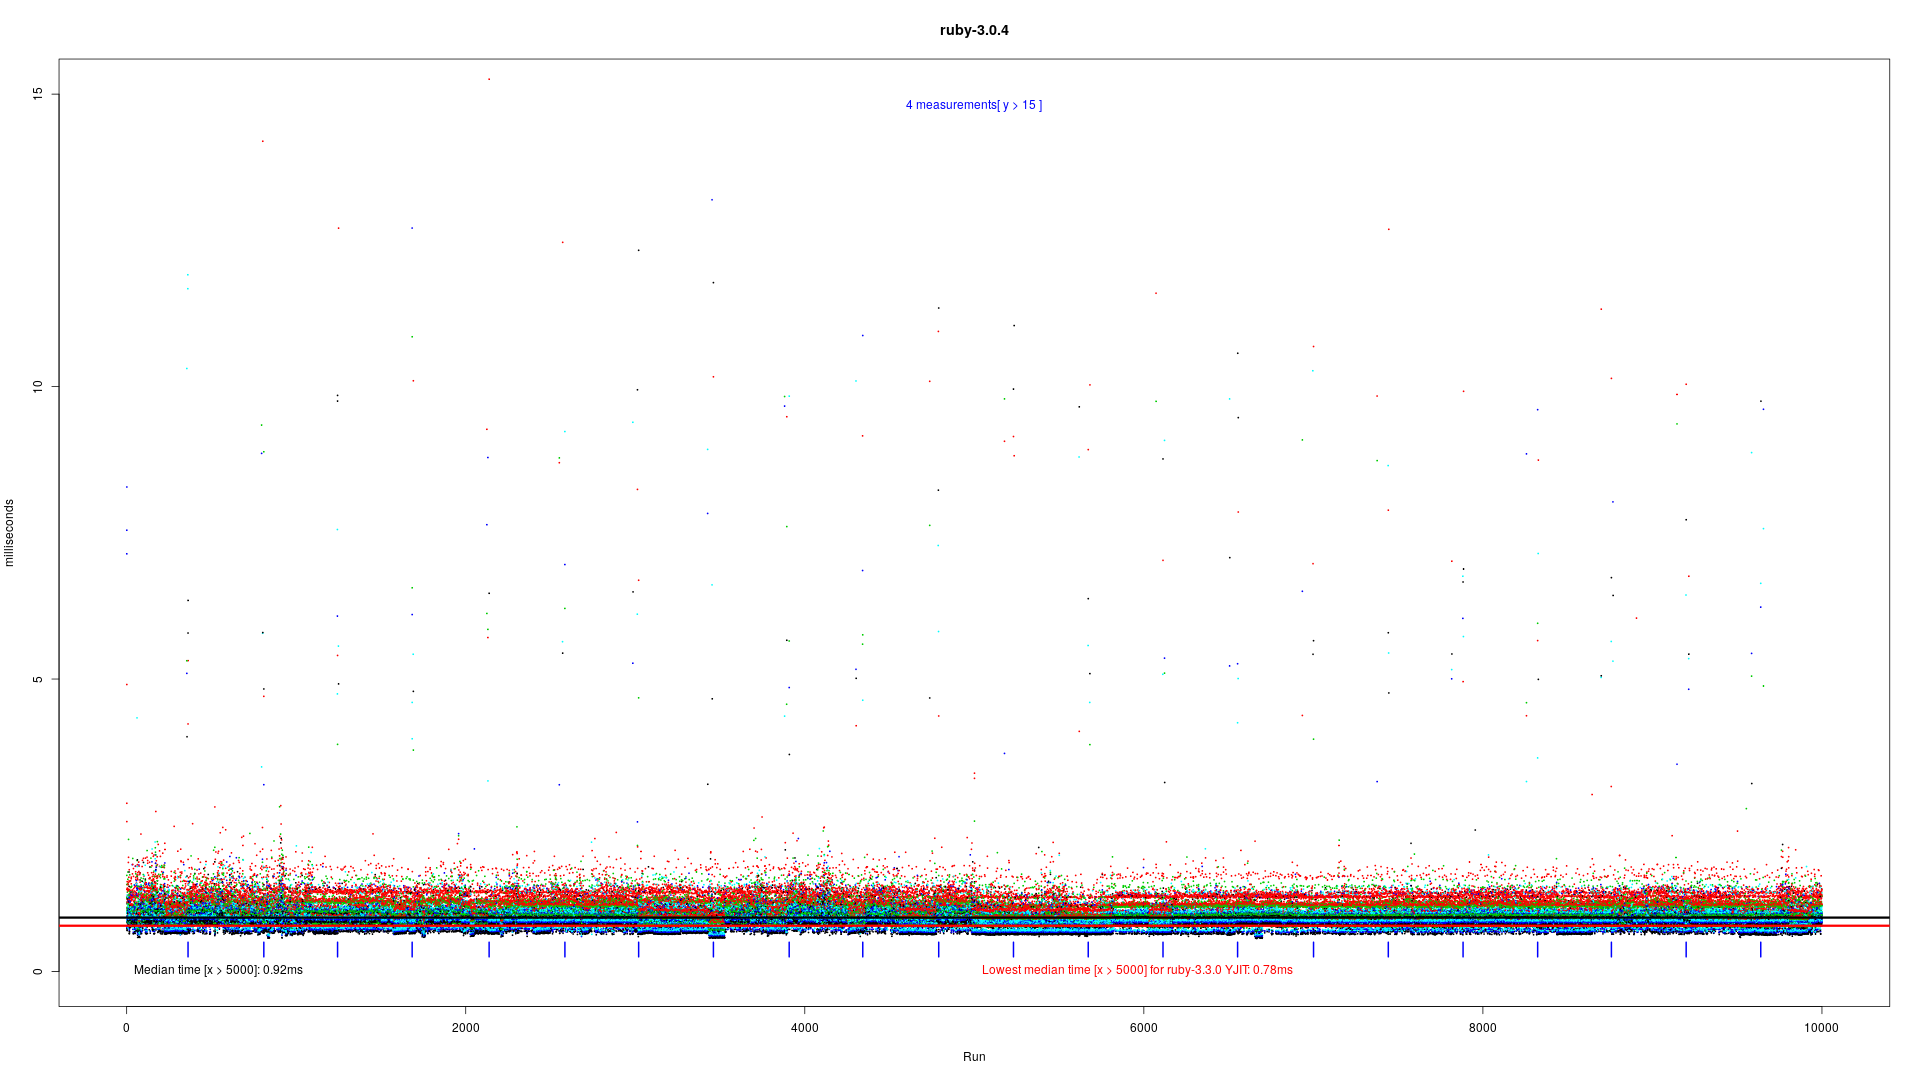 ruby-3.0.4
4 measurements[ y > 15 ]
15
10
5
0
milliseconds
Median time [x > 5000]: 0.92ms
Lowest median time [x > 5000] for ruby-3.3.0 YJIT: 0.78ms
0 2000 4000 6000 8000 10000
Run